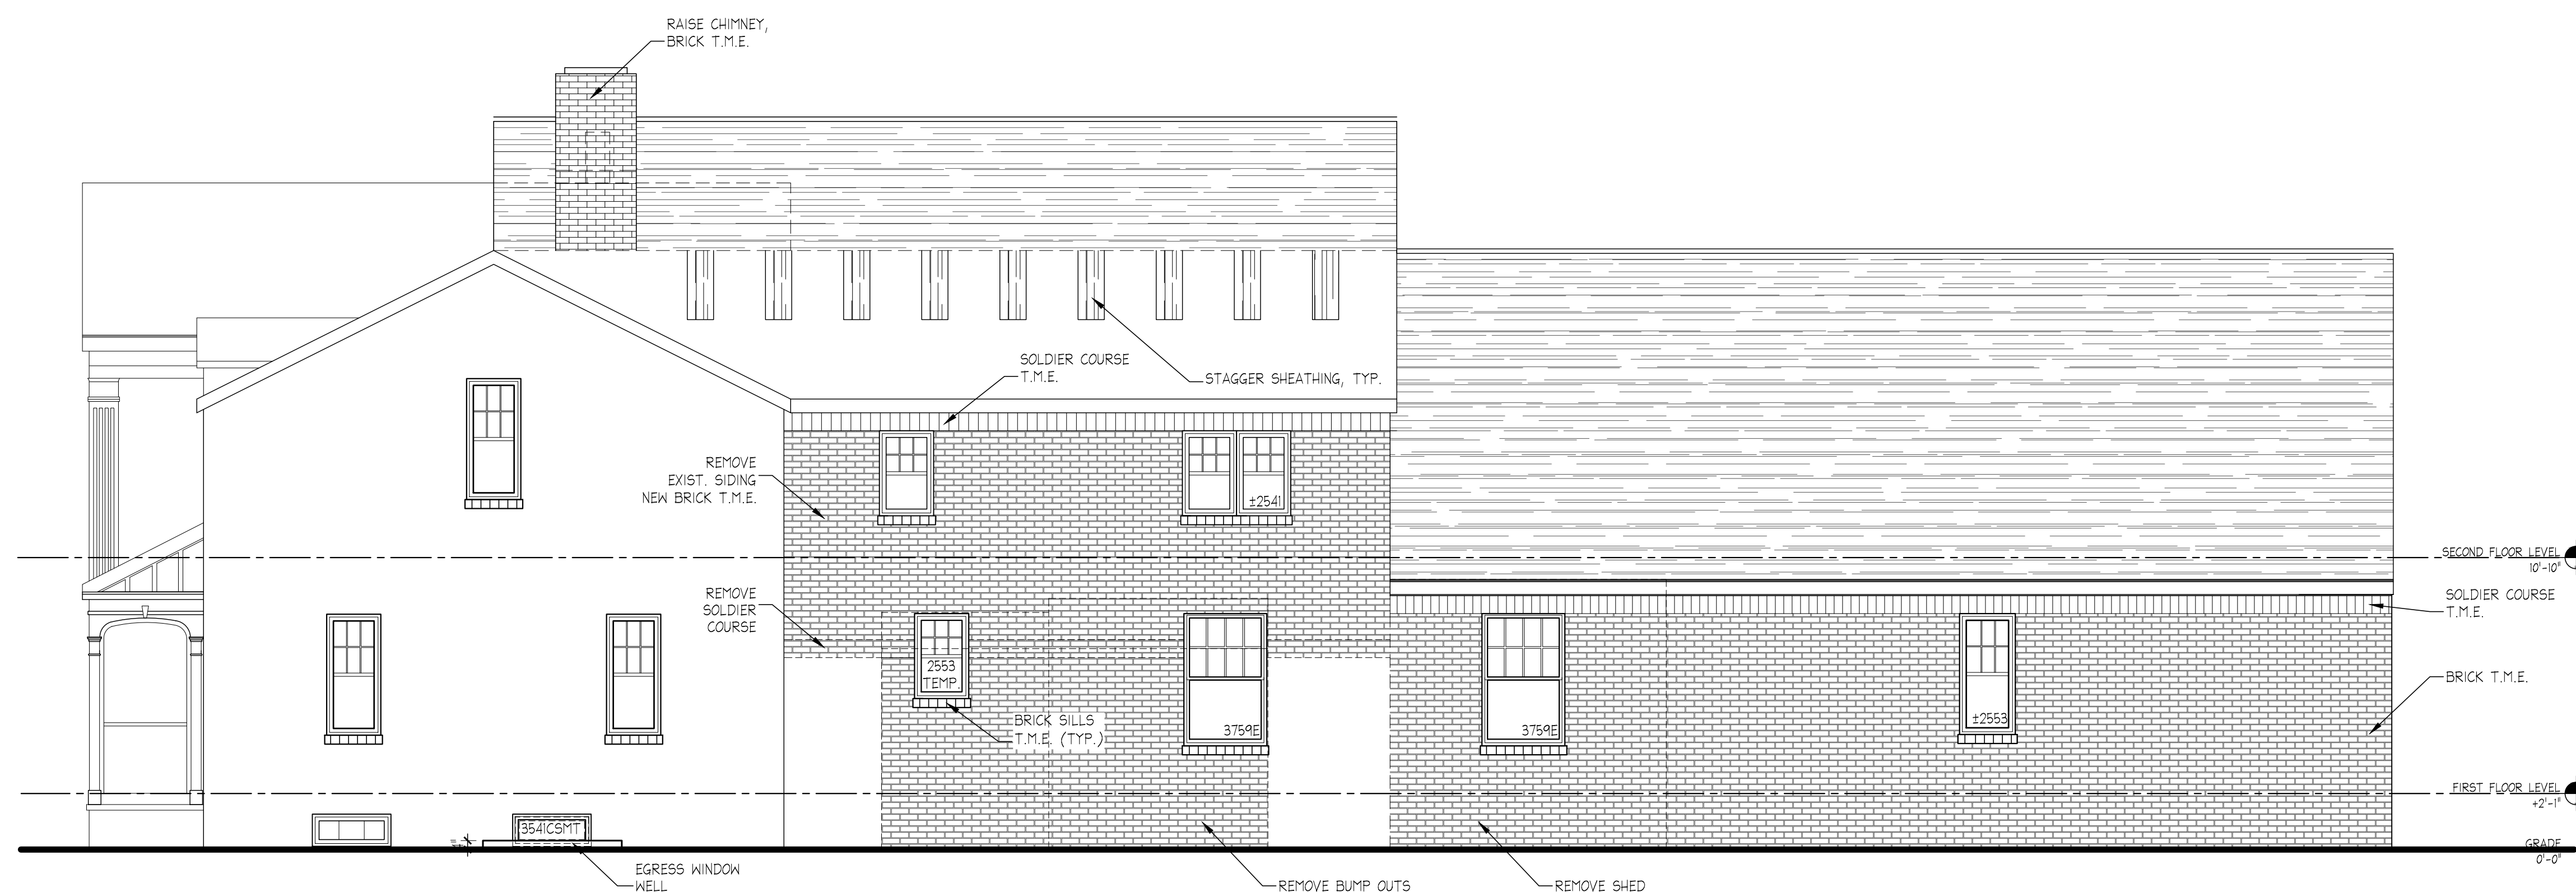 RAISE CHIMNEY,
BRICK T.M.E.
SOLDIER COURSE
T.M.E.
STAGGER SHEATHING, TYP.
REMOVE
EXIST. SIDING
NEW BRICK T.M.E.
±2541
SECOND FLOOR LEVEL
10'-10"
REMOVE
SOLDIER
COURSE
SOLDIER COURSE
T.M.E.
2553
TEMP.
BRICK SILLS
T.M.E. (TYP.)
3759E
3759E
±2553
BRICK T.M.E.
FIRST FLOOR LEVEL
+2'-1"
3541CSMT
GRADE
0'-0"
EGRESS WINDOW
WELL
REMOVE BUMP OUTS
REMOVE SHED